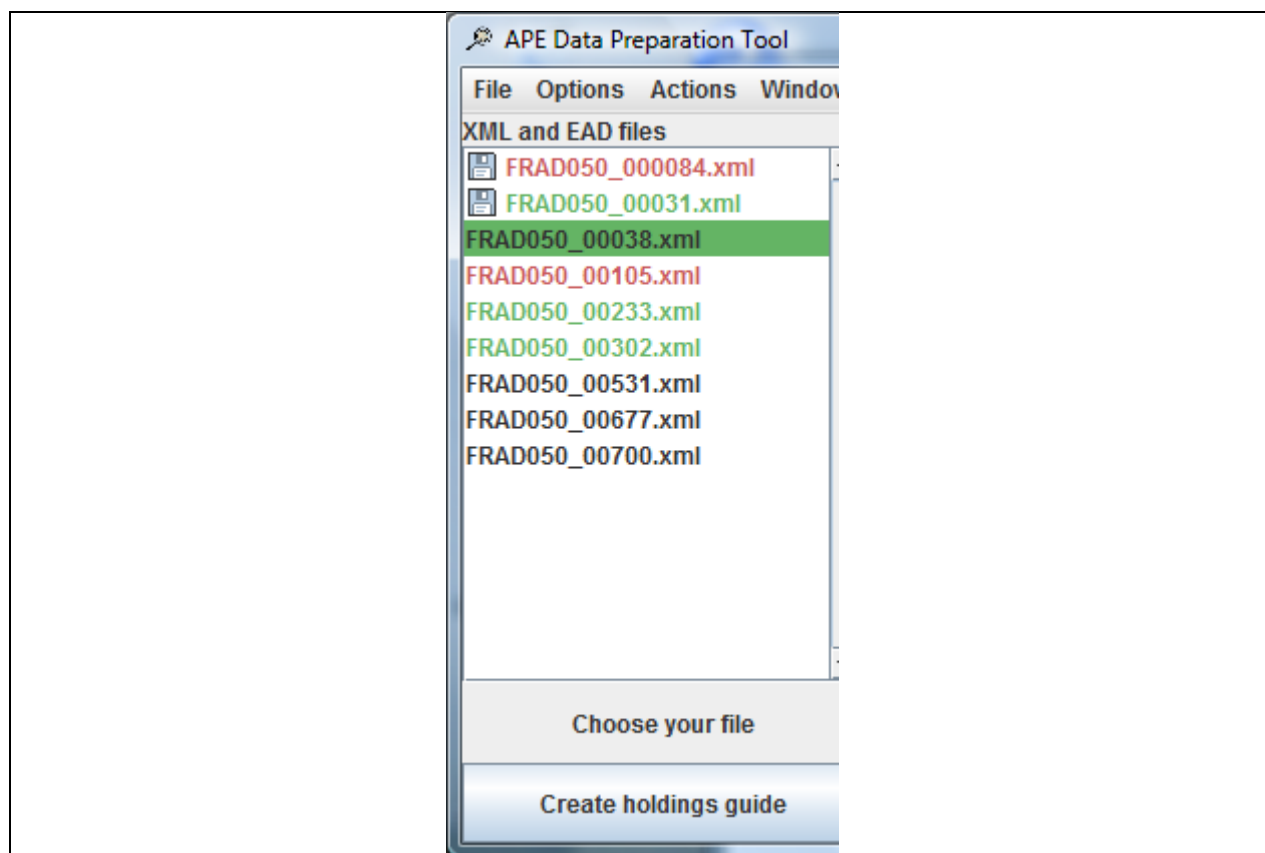 APE Data Preparation Tool
File Options Actions Window
XML and EAD files
FRAD050_000084.xml
FRAD050_00031.xml
FRAD050_00038.xml
FRAD050_00105.xml
FRAD050_00233.xml
FRAD050_00302.xml
FRAD050_00531.xml
FRAD050_00677.xml
FRAD050_00700.xml
Choose your file
Create holdings guide